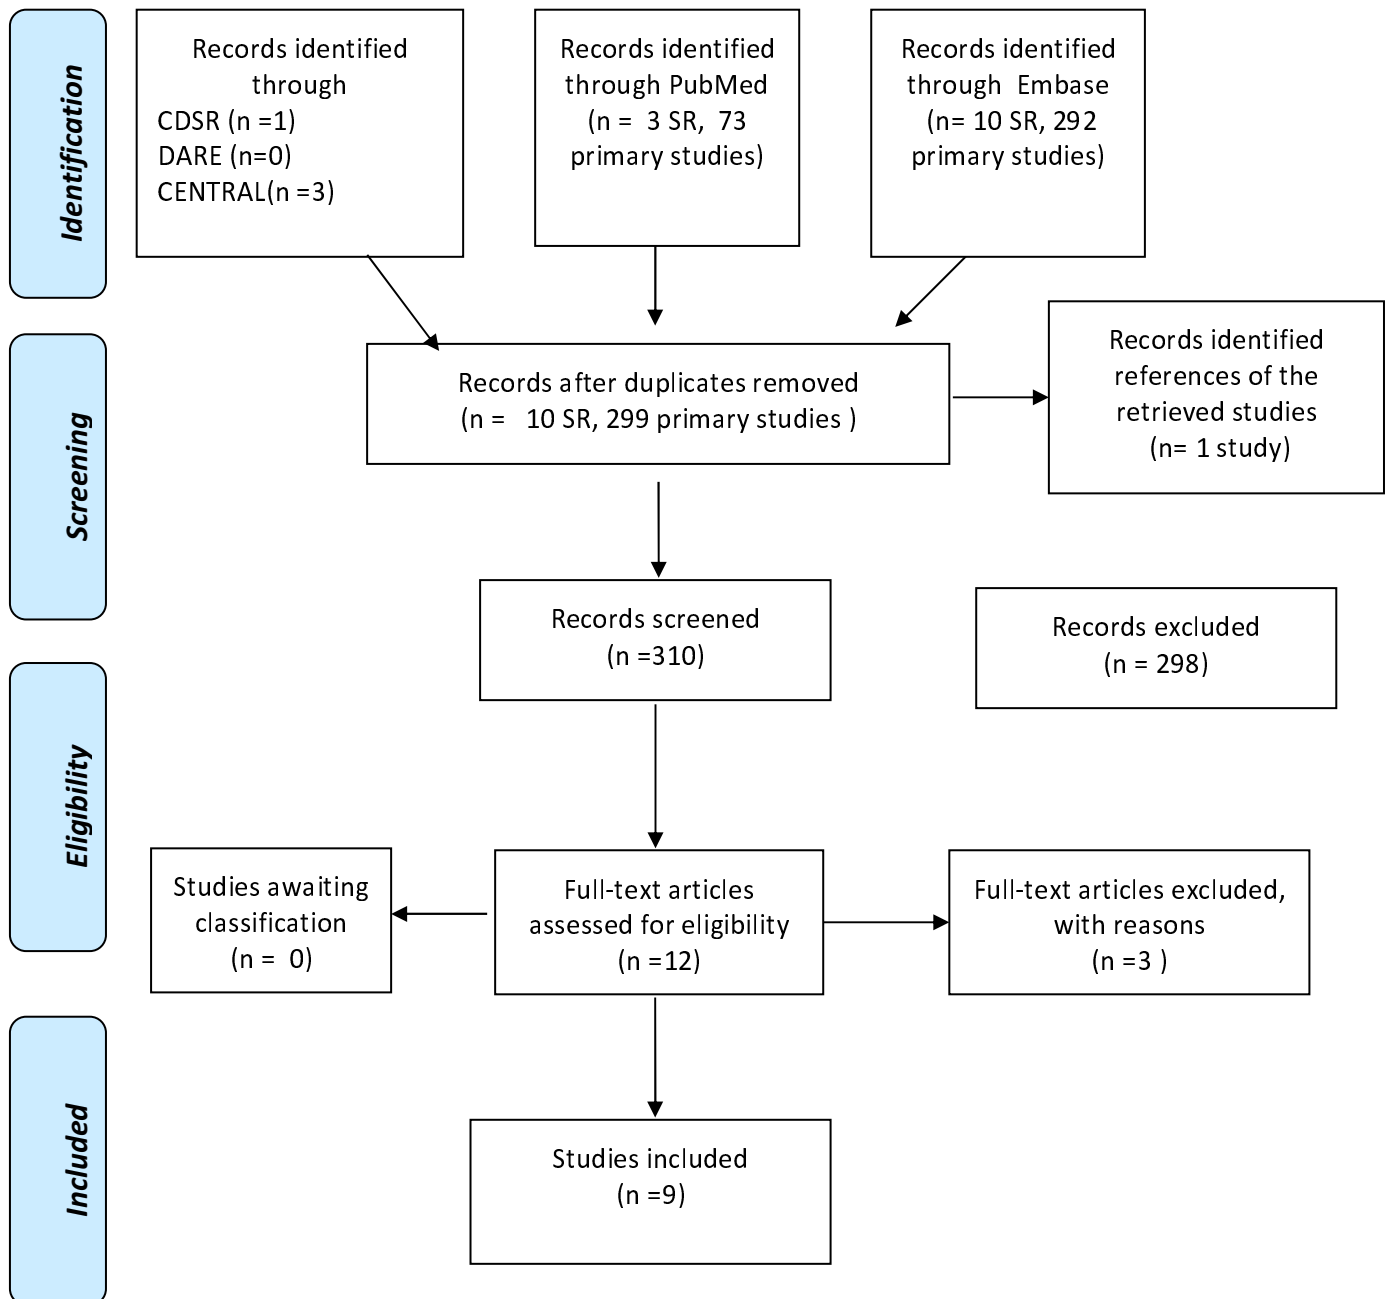 Identification
Records identified
through
CDSR (n =1)
DARE (n=0)
CENTRAL(n =3)
Records identified
through PubMed
(n = 3 SR, 73
primary studies)
Records identified
through Embase
(n= 10 SR, 292
primary studies)
Screening
Records after duplicates removed
(n = 10 SR, 299 primary studies )
Records identified
references of the
retrieved studies
(n= 1 study)
Records screened
(n =310)
Records excluded
(n = 298)
Eligibility
Studies awaiting
classification
(n = 0)
Full-text articles
assessed for eligibility
(n =12)
Full-text articles excluded,
with reasons
(n =3 )
Included
Studies included
(n =9)